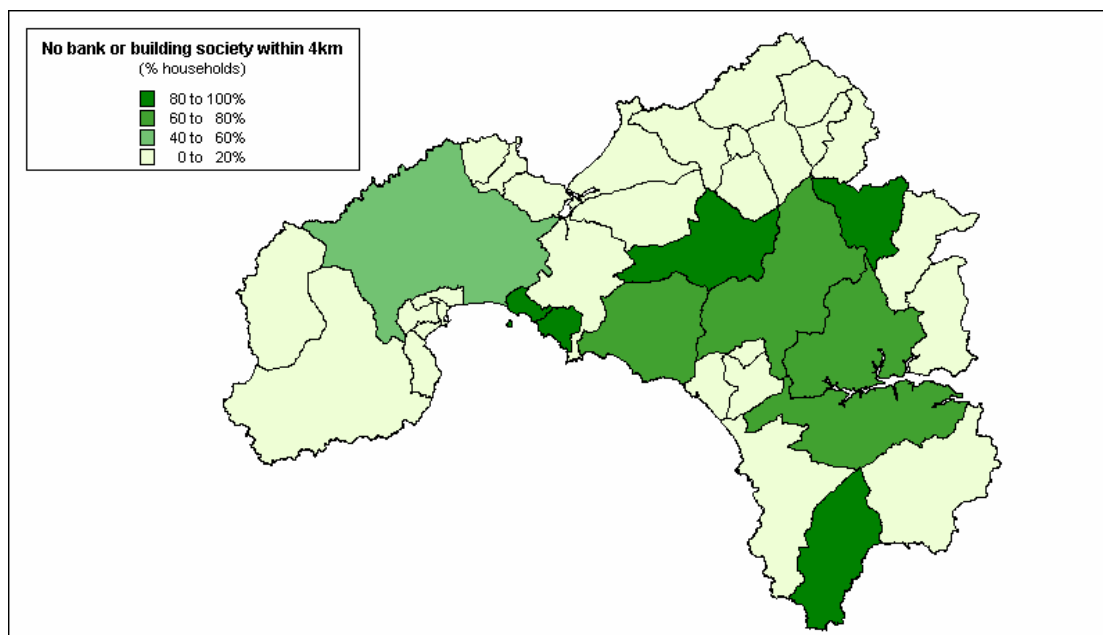 No bank or building society within 4km
(% households)
80 to 100%
60 to 80%
40 to 60%
0 to 20%